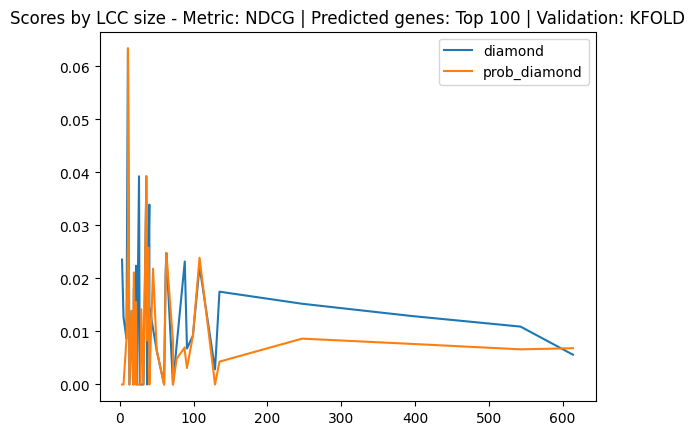 Scores by LCC size - Metric: NDCG | Predicted genes: Top 100 | Validation: KFOLD
diamond
prob_diamond
0.06
0.05
0.04
0.03
0.02
0.01
0.00
0 100 200 300 400 500 600